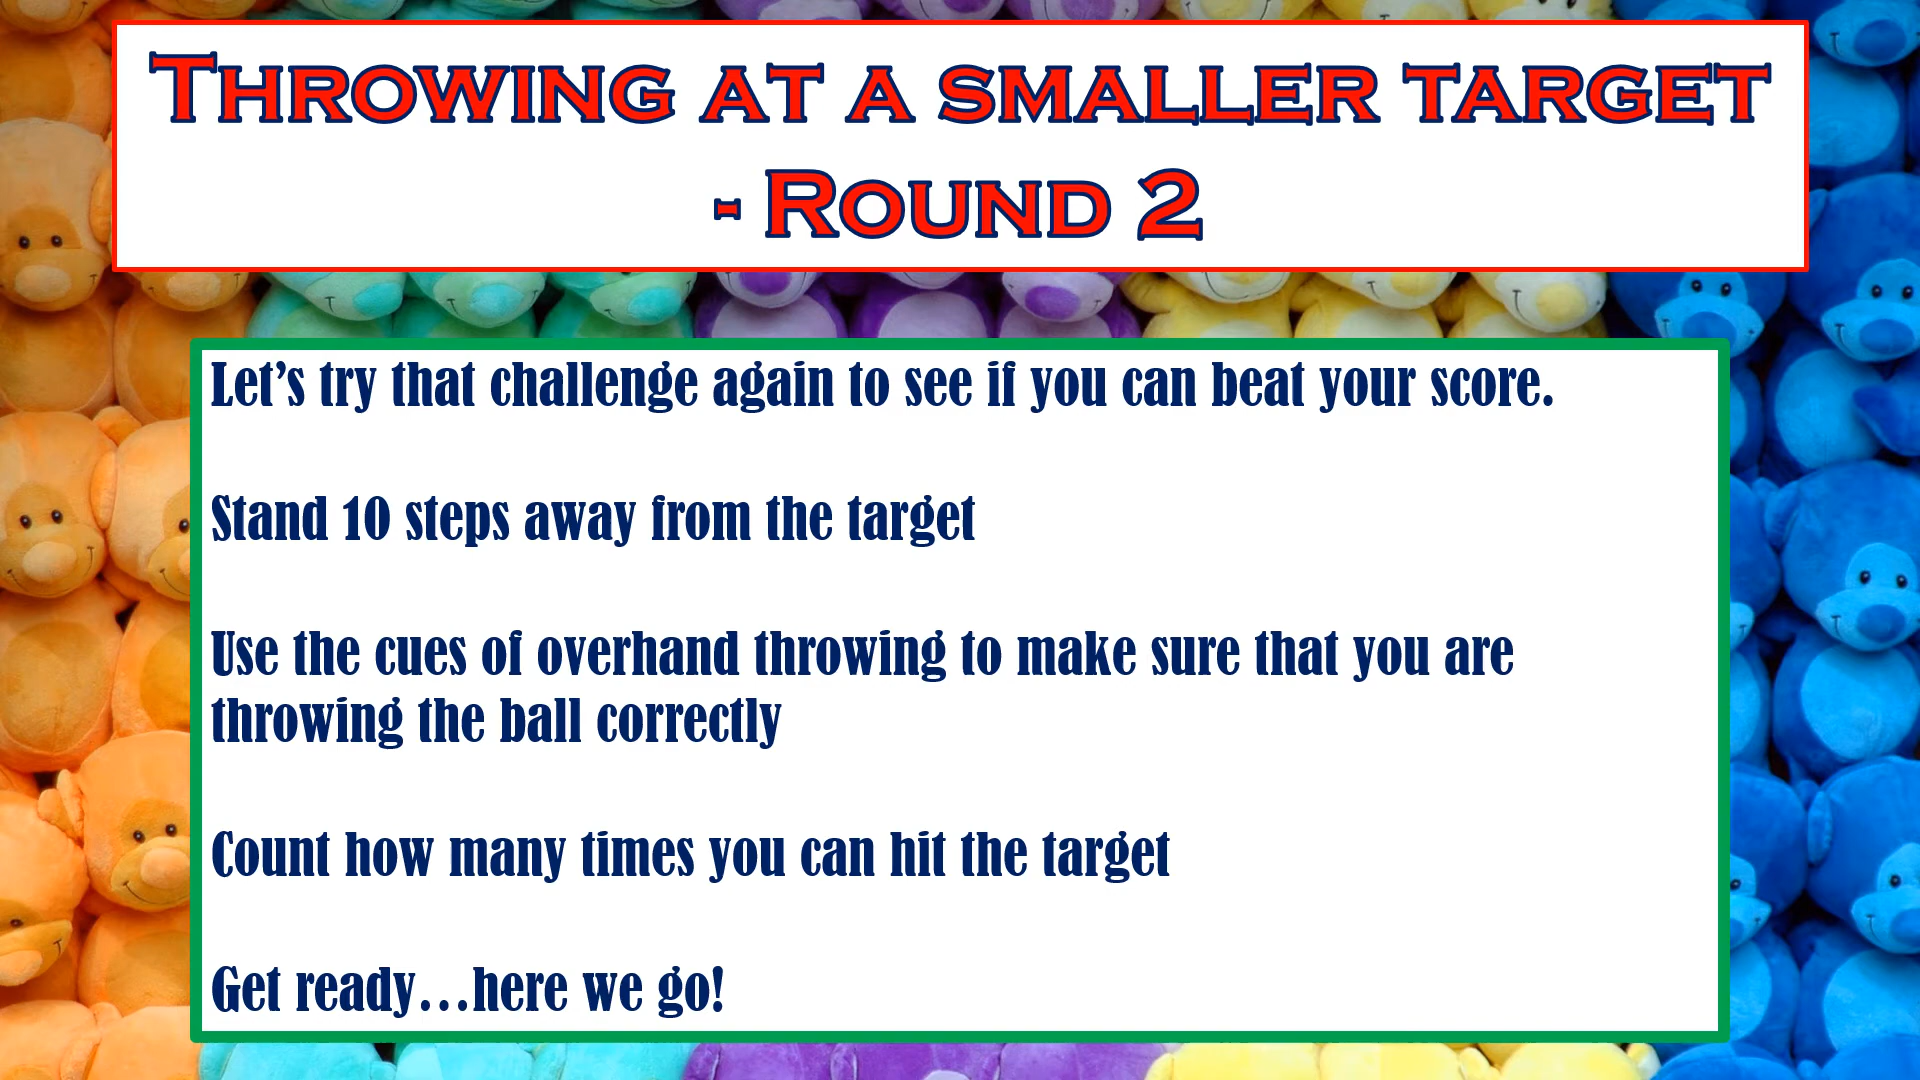 Throwing at a smaller target
- Round 2
Let’s try that challenge again to see if you can beat your score.
Stand 10 steps away from the target
Use the cues of overhand throwing to make sure that you are
throwing the ball correctly
Count how many times you can hit the target
Get ready…here we go!